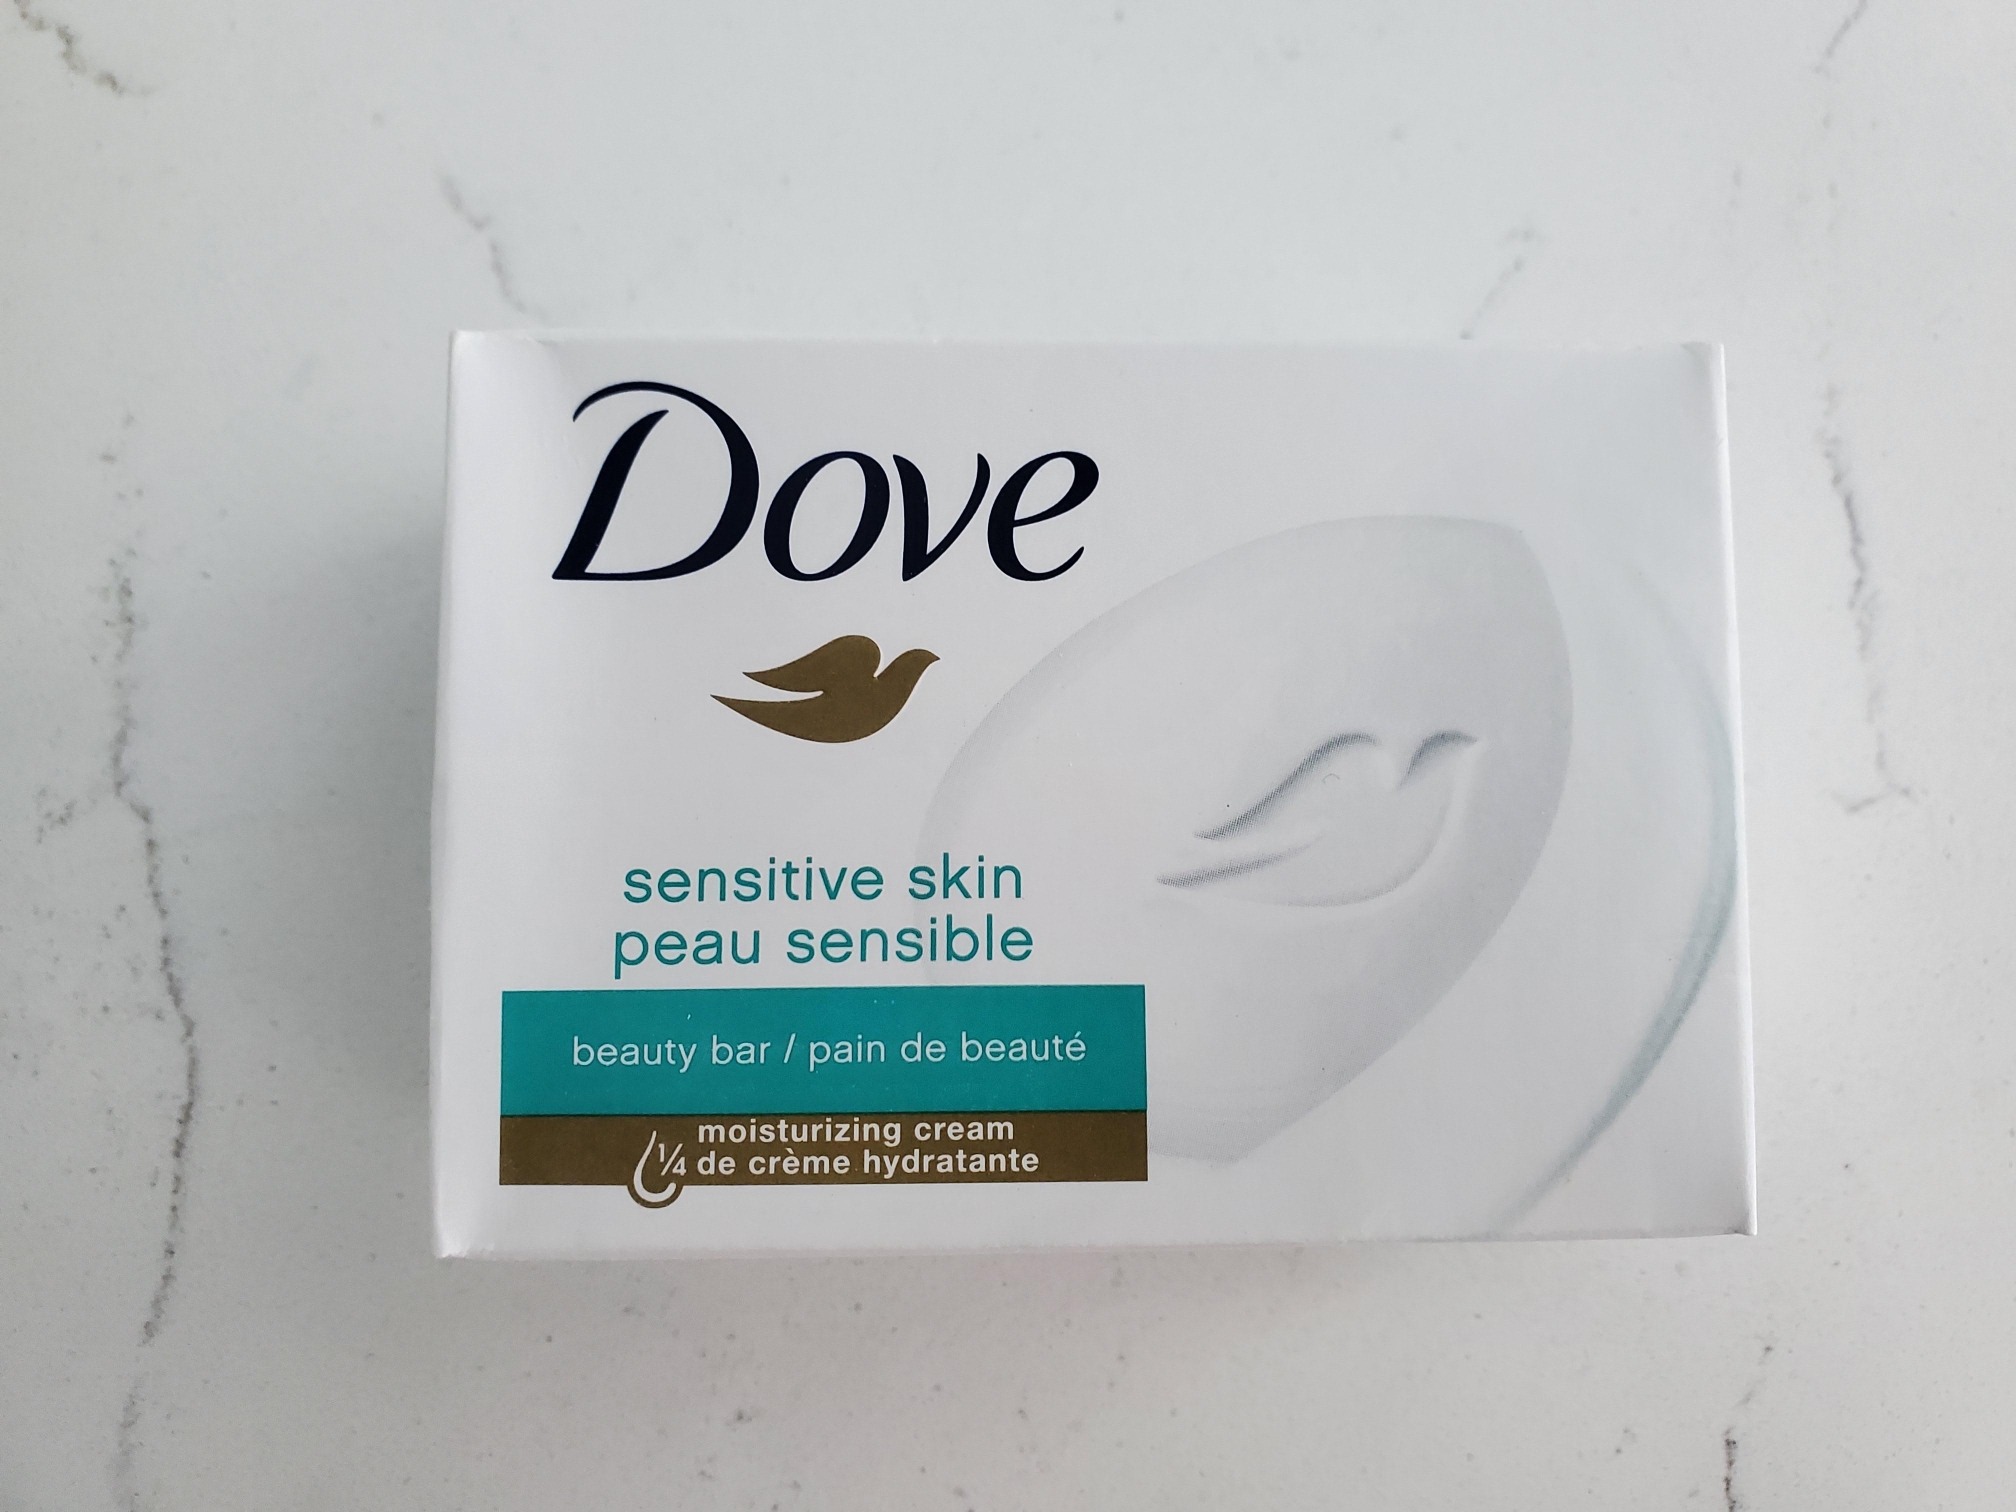 Dove
sensitive skin
peau sensible
beauty bar / pain de beauté
1/4 moisturizing cream
de crème hydratante